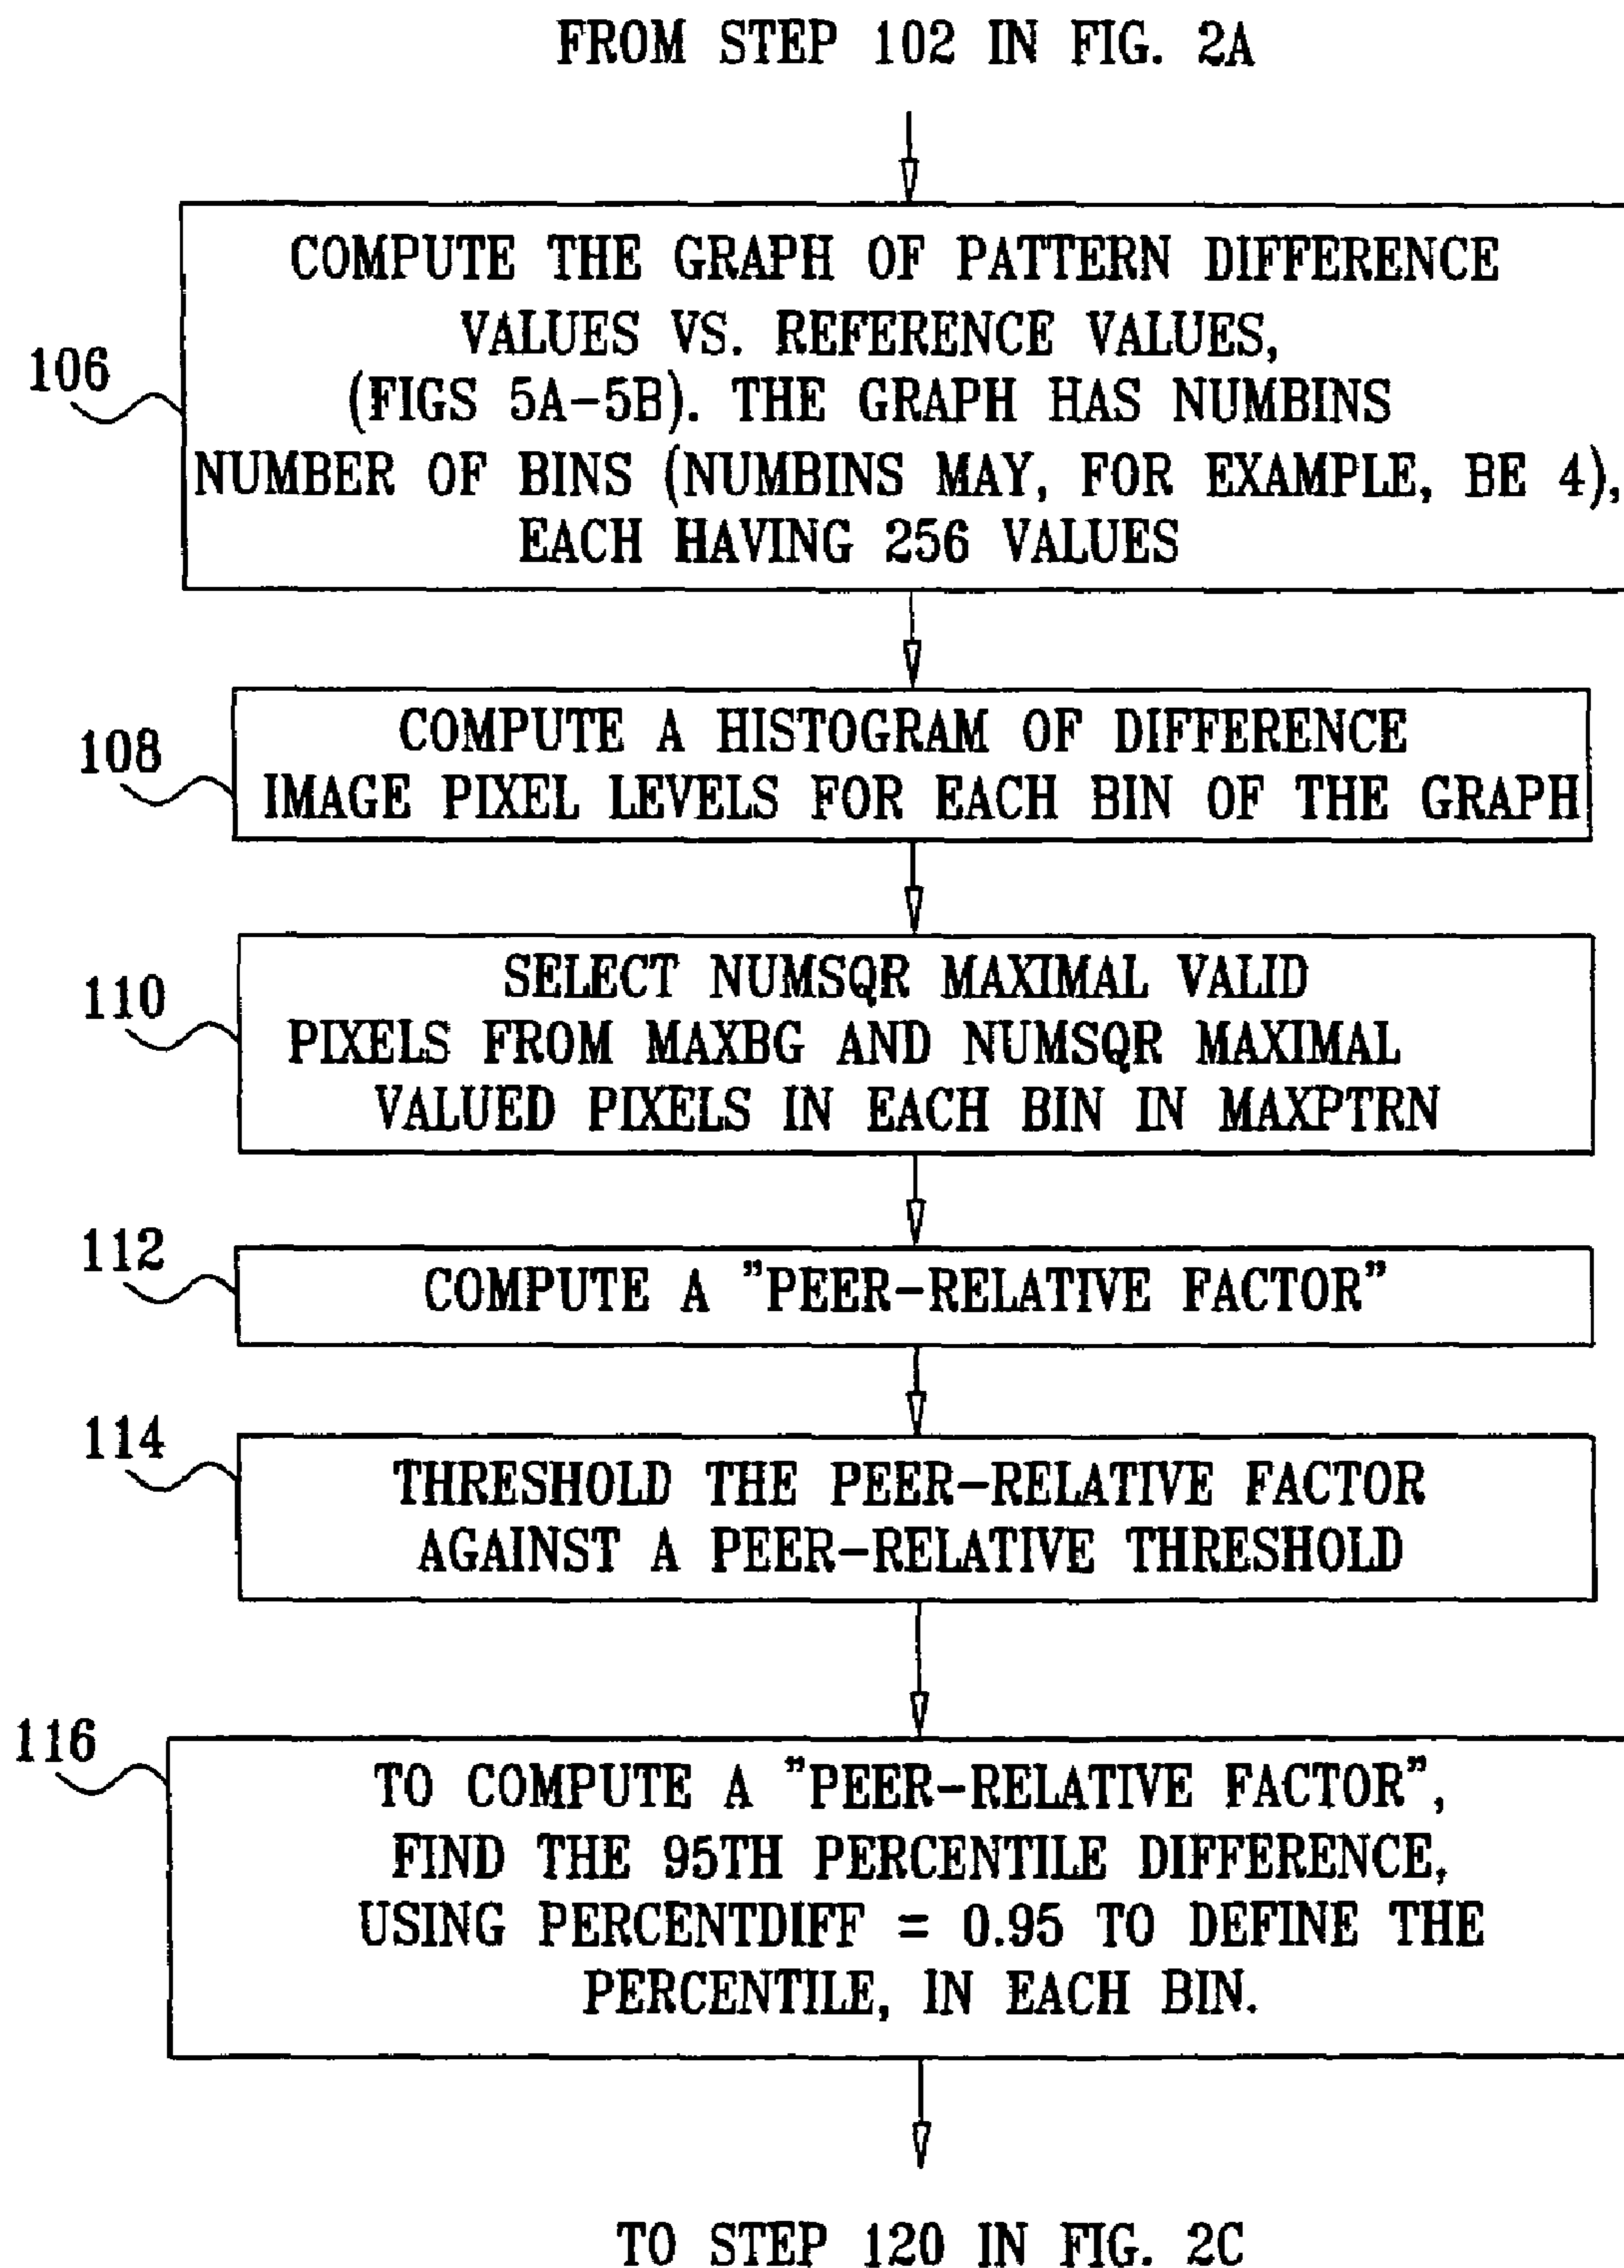 FROM STEP 102 IN FIG. 2A
COMPUTE THE GRAPH OF PATTERN DIFFERENCE
VALUES VS. REFERENCE VALUES,
106
(FIGS 5A-5B). THE GRAPH HAS NUMBINS
NUMBER OF BINS (NUMBINS MAY, FOR EXAMPLE, BE 4),
EACH HAVING 256 VALUES
108
COMPUTE A HISTOGRAM OF DIFFERENCE
IMAGE PIXEL LEVELS FOR EACH BIN OF THE GRAPH
110
SELECT NUMSQR MAXIMAL VALID
PIXELS FROM MAXBG AND NUMSQR MAXIMAL
VALUED PIXELS IN EACH BIN IN MAXPTRN
112
COMPUTE A "PEER-RELATIVE FACTOR"
114
THRESHOLD THE PEER-RELATIVE FACTOR
AGAINST A PEER-RELATIVE THRESHOLD
116
TO COMPUTE A "PEER-RELATIVE FACTOR",
FIND THE 95TH PERCENTILE DIFFERENCE,
USING PERCENTDIFF = 0.95 TO DEFINE THE
PERCENTILE, IN EACH BIN.
TO STEP 120 IN FIG. 2C